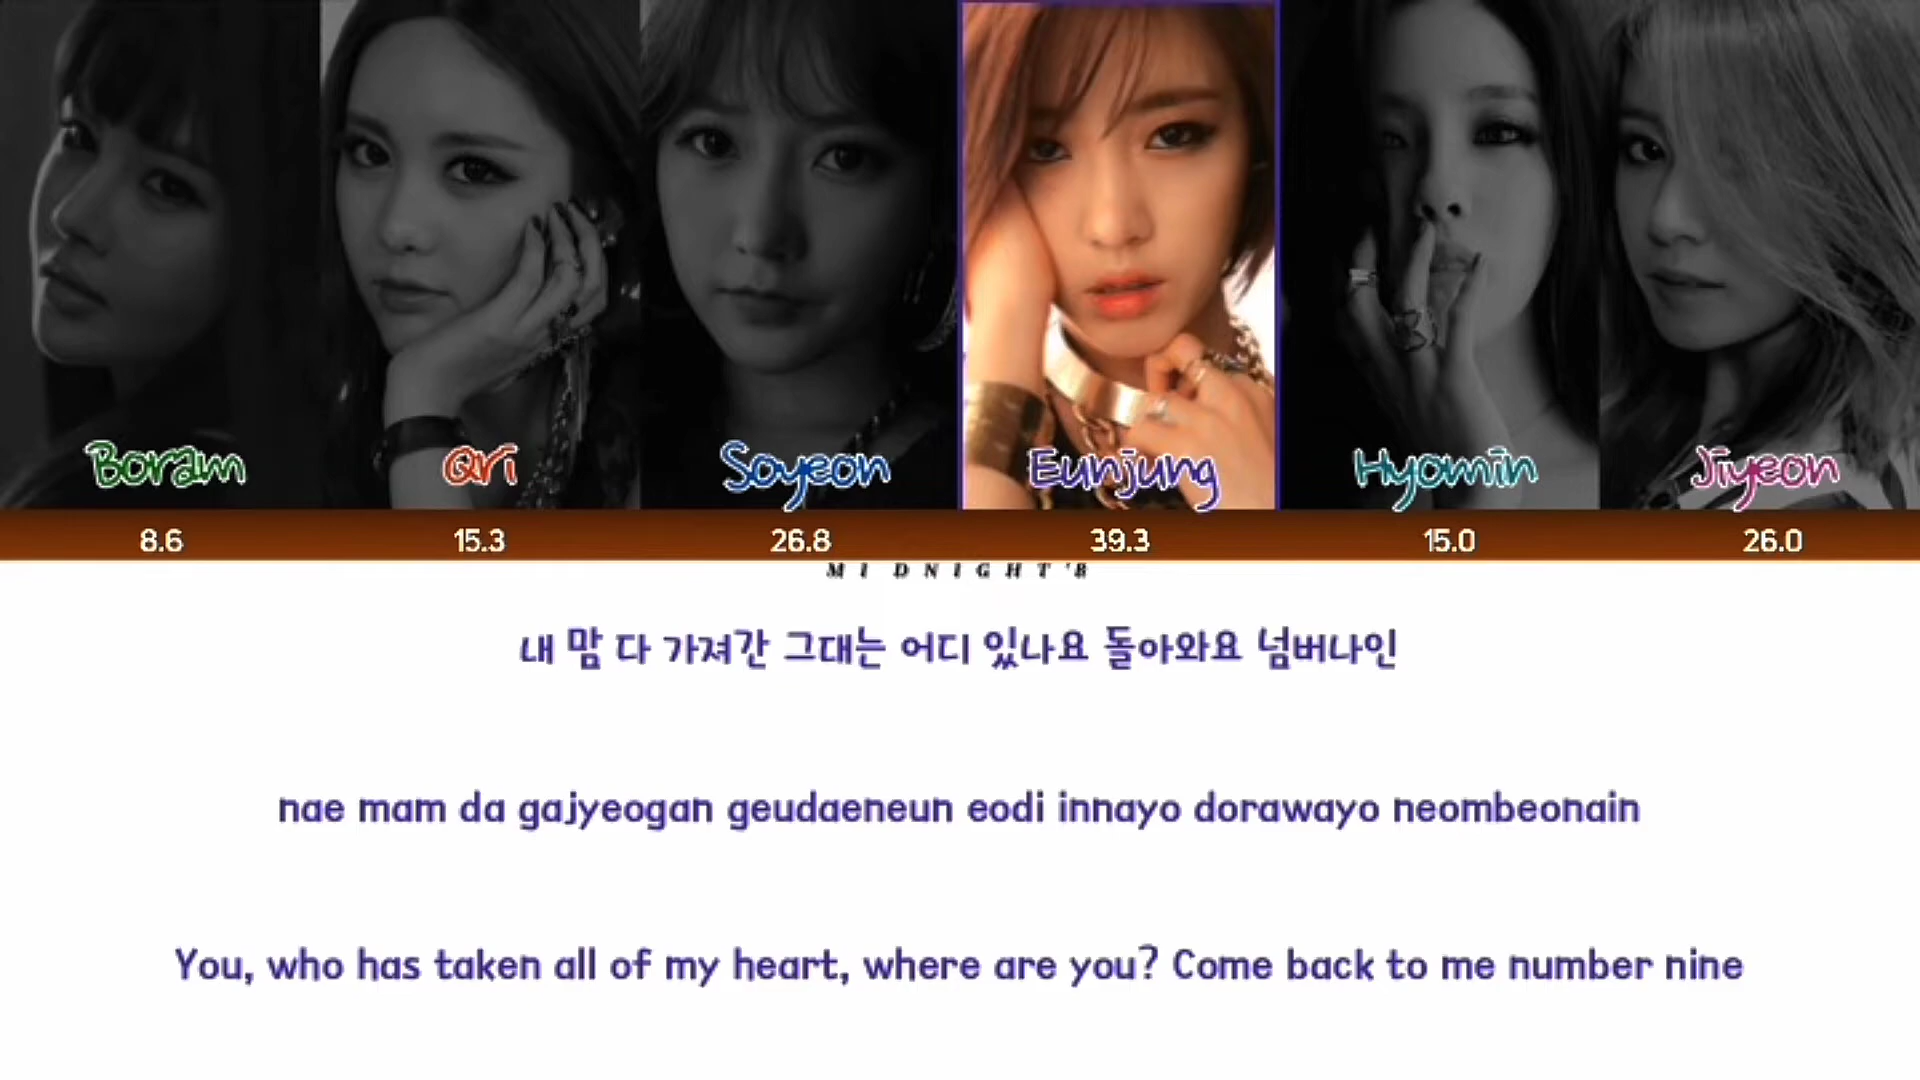 Boram Qri Soyeon Eunjung Hyomin Jiyeon
8.6 15.3 26.8 39.3 15.0 26.0
MIDNIGHT'B
내 맘 다 가져간 그대는 어디 있나요 돌아와요 넘버나인
nae mam da gajyeogan geudaeneun eodi innayo dorawayo neombeonain
You, who has taken all of my heart, where are you? Come back to me number nine